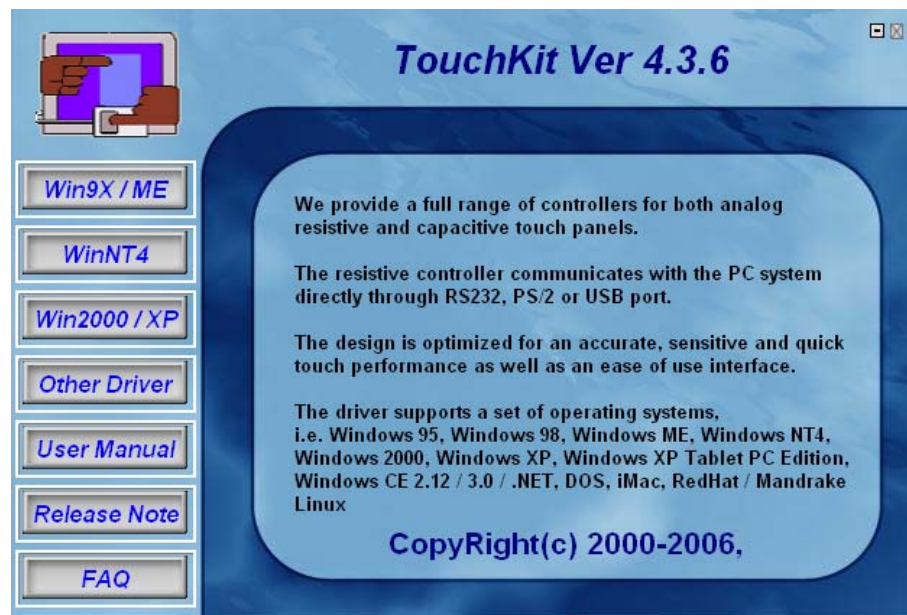 TouchKit Ver 4.3.6
Win9X / ME
WinNT4
Win2000 / XP
Other Driver
User Manual
Release Note
FAQ
We provide a full range of controllers for both analog
resistive and capacitive touch panels.
The resistive controller communicates with the PC system
directly through RS232, PS/2 or USB port.
The design is optimized for an accurate, sensitive and quick
touch performance as well as an ease of use interface.
The driver supports a set of operating systems,
i.e. Windows 95, Windows 98, Windows ME, Windows NT4,
Windows 2000, Windows XP, Windows XP Tablet PC Edition,
Windows CE 2.12 / 3.0 / .NET, DOS, iMac, RedHat / Mandrake
Linux
CopyRight(c) 2000-2006,